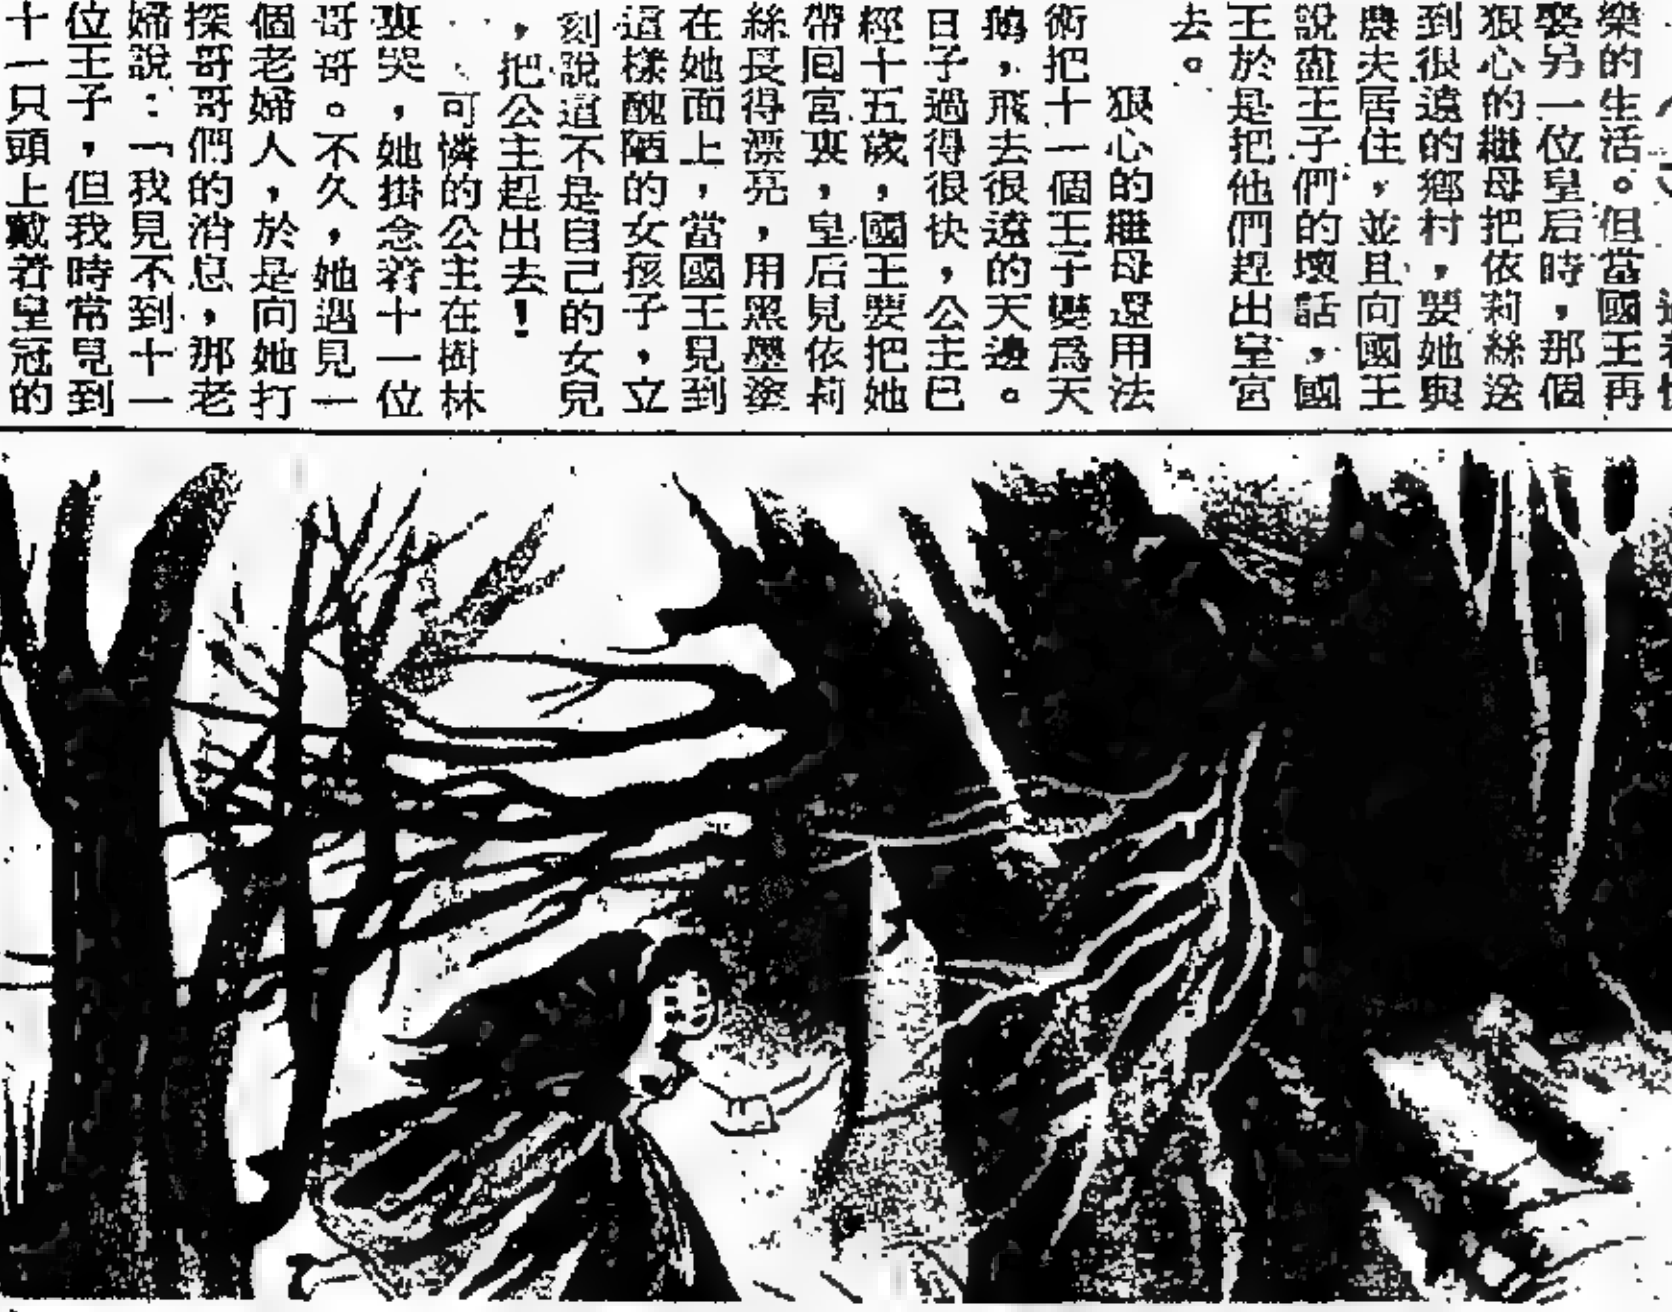 樂的生活。但當國王再
娶另一位皇后時，那個
狠心的繼母把依莉絲送
到很遠的鄉村，要她與
農夫居住，並且向國王
說盡王子們的壞話，國
王於是把他們趕出皇宮
去。
狠心的繼母還用法
術把十一個王子變爲天
鵝，飛去很遠的天邊。
日子過得很快，公主已
經十五歲，國王要把她
帶回宮裏，皇后見依莉
絲長得漂亮，用黑墨塗
在她面上，當國王見到
這樣醜陋的女孩子，立
刻說道不是自己的女兒
，把公主趕出去！
可憐的公主在樹林
裏哭，她掛念着十一位
哥哥。不久，她遇見一
個老婦人，於是向她打
探哥哥們的消息，那老
婦說：「我見不到十一
位王子，但我時常見到
十一只頭上戴着皇冠的